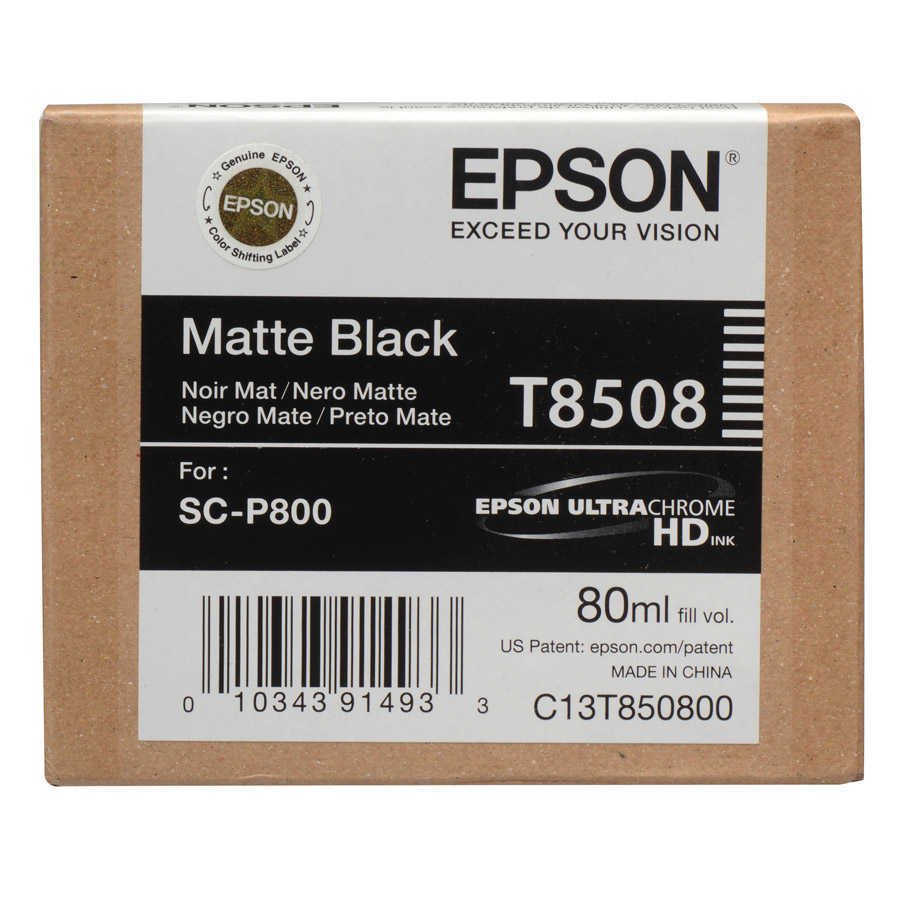 EPSON
Genuine EPSON
EPSON
Color Shifting Label
EPSON®
EXCEED YOUR VISION
Matte Black
Noir Mat / Nero Matte
Negro Mate / Preto Mate
T8508
For :
SC-P800
EPSON ULTRACHROME
HD INK
80ml fill vol.
US Patent: epson.com/patent
MADE IN CHINA
C13T850800
0 10343 91493 3